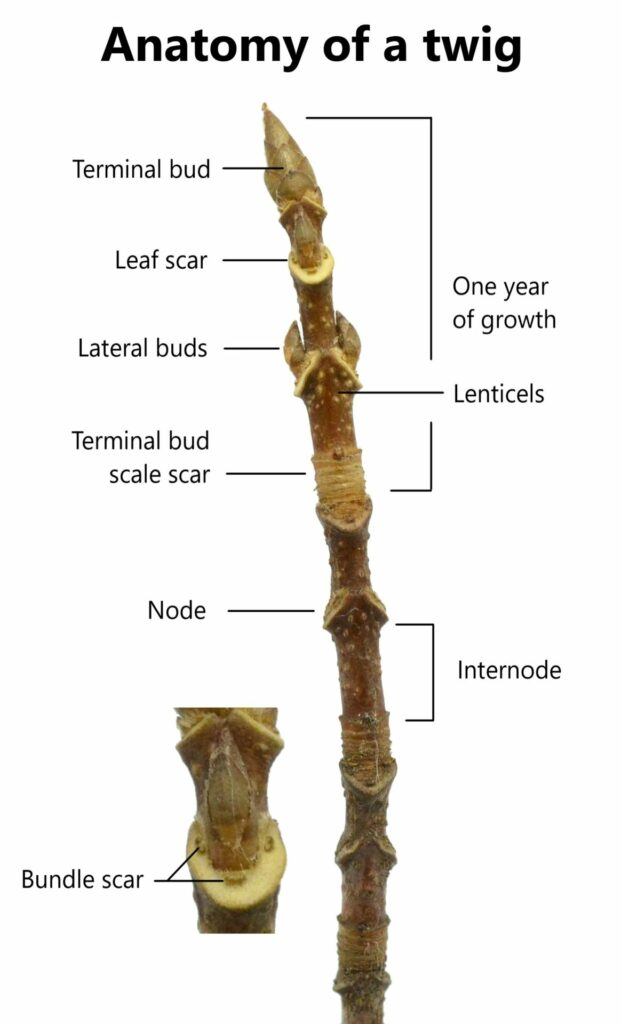 Anatomy of a twig
Terminal bud
Leaf scar
One year
of growth
Lateral buds
Lenticels
Terminal bud
scale scar
Node
Internode
Bundle scar